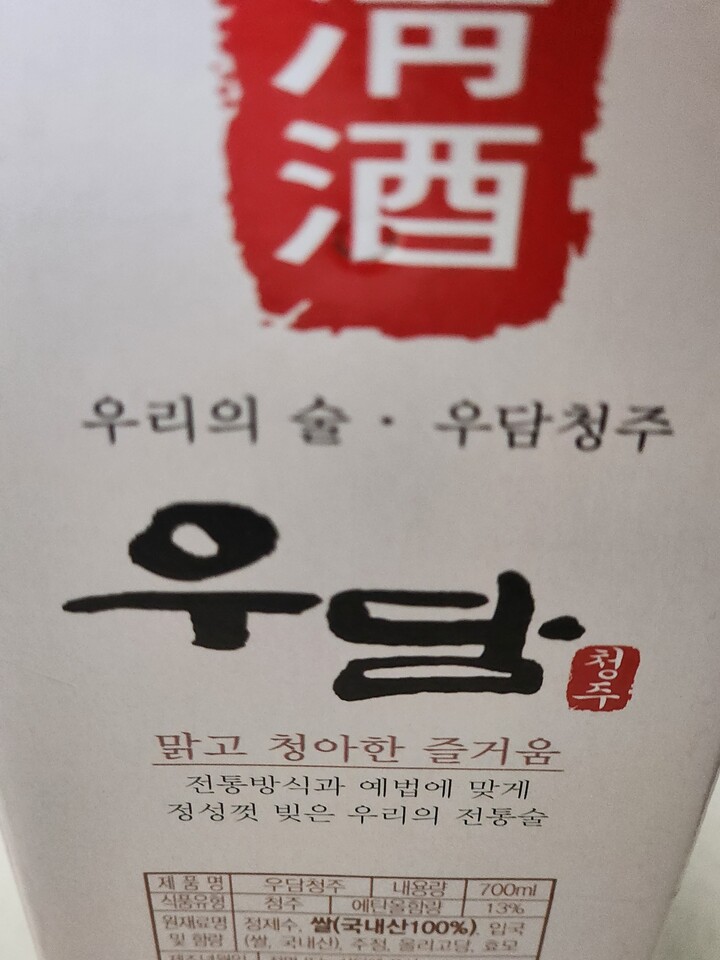 清
酒
우리의 술 · 우담청주
우담
청주
맑고 청아한 즐거움
전통방식과 예법에 맞게
정성껏 빚은 우리의 전통술
제품명 우담청주 내용량 700ml
식품유형 청주 에탄올함량 13%
원재료명 및 함량 정제수, 쌀(국내산100%), 입국
(쌀, 국내산), 주정, 올리고당, 효모